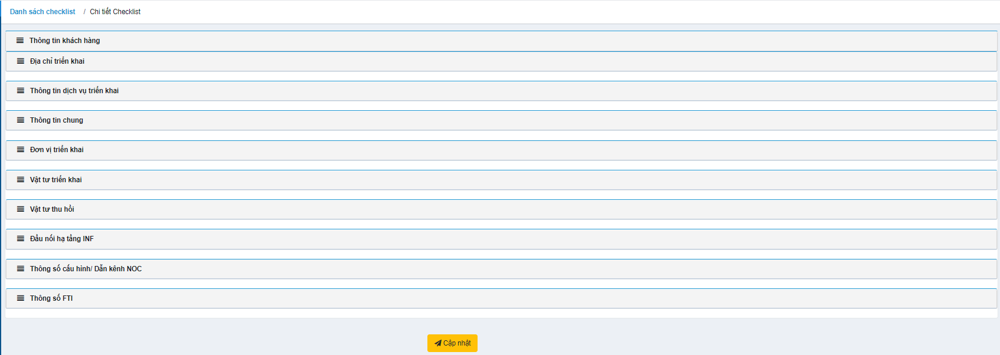 Danh sách checklist / Chi tiết Checklist
Thông tin khách hàng
Địa chỉ triển khai
Thông tin dịch vụ triển khai
Thông tin chung
Đơn vị triển khai
Vật tư triển khai
Vật tư thu hồi
Đầu nối hạ tầng INF
Thông số cấu hình/ Dẫn kênh NOC
Thông số FTI
Cập nhật